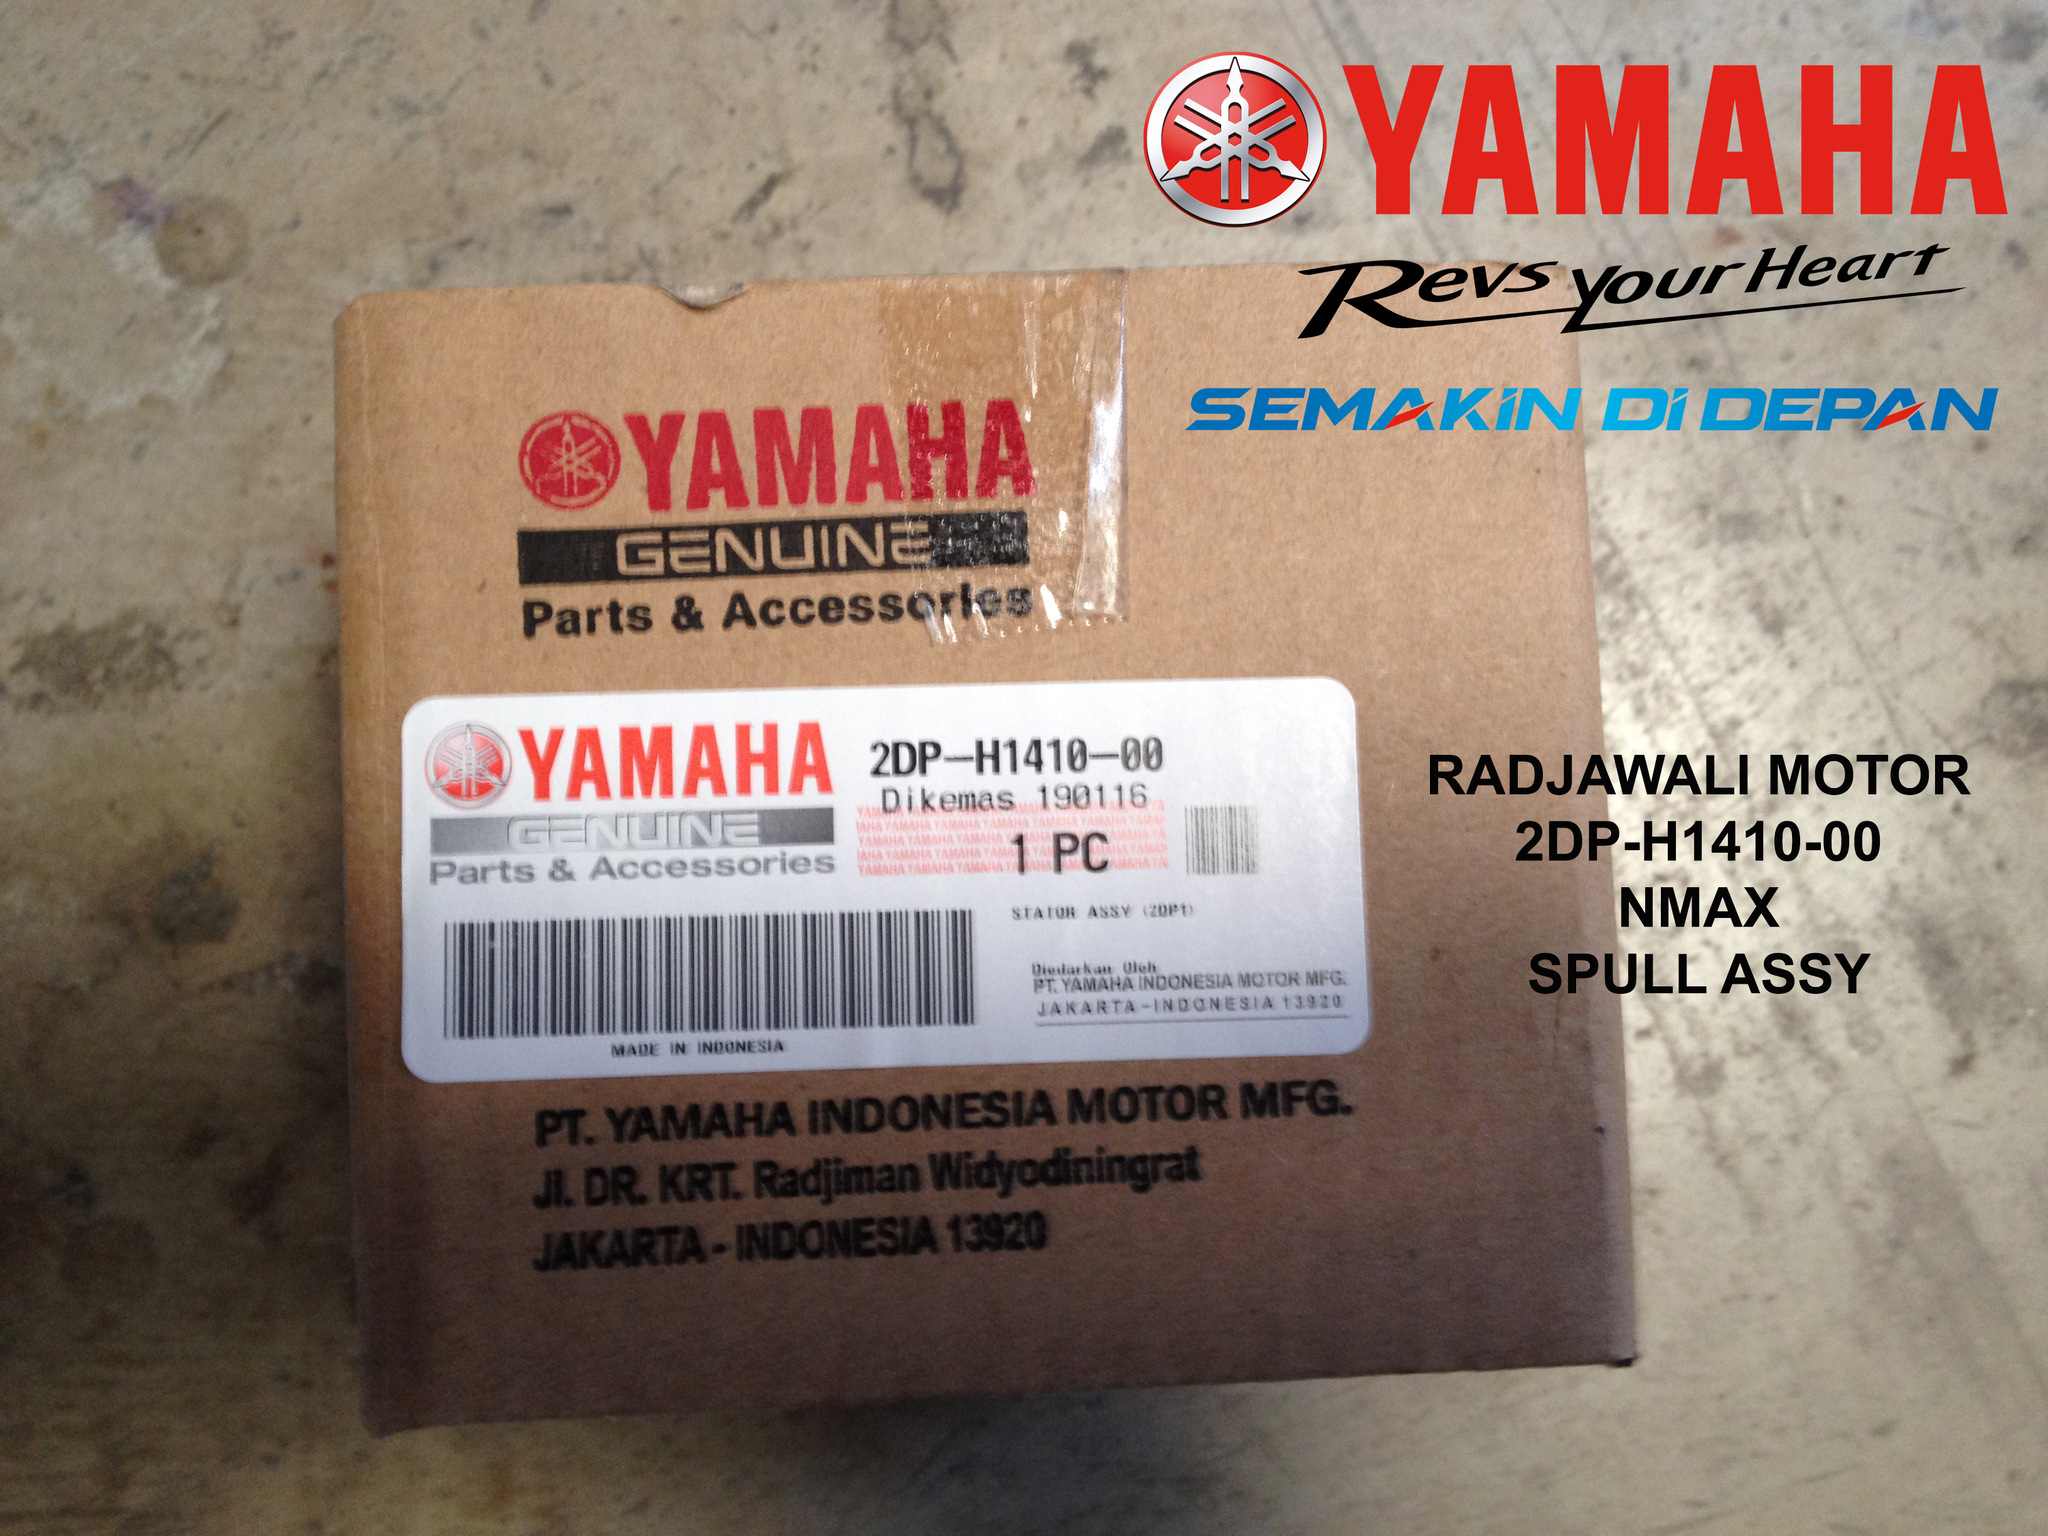 YAMAHA
Revs your Heart
SEMAKIN DI DEPAN
YAMAHA
GENUINE
Parts & Accessories
YAMAHA
GENUINE
Parts & Accessories
2DP-H1410-00
Dikemas 190116
1 PC
STATOR ASSY (2DP1)
Diedarkan Oleh
PT. YAMAHA INDONESIA MOTOR MFG.
JAKARTA-INDONESIA 13920
MADE IN INDONESIA
PT. YAMAHA INDONESIA MOTOR MFG.
Jl. DR. KRT. Radjiman Widyodiningrat
JAKARTA - INDONESIA 13920
RADJAWALI MOTOR
2DP-H1410-00
NMAX
SPULL ASSY